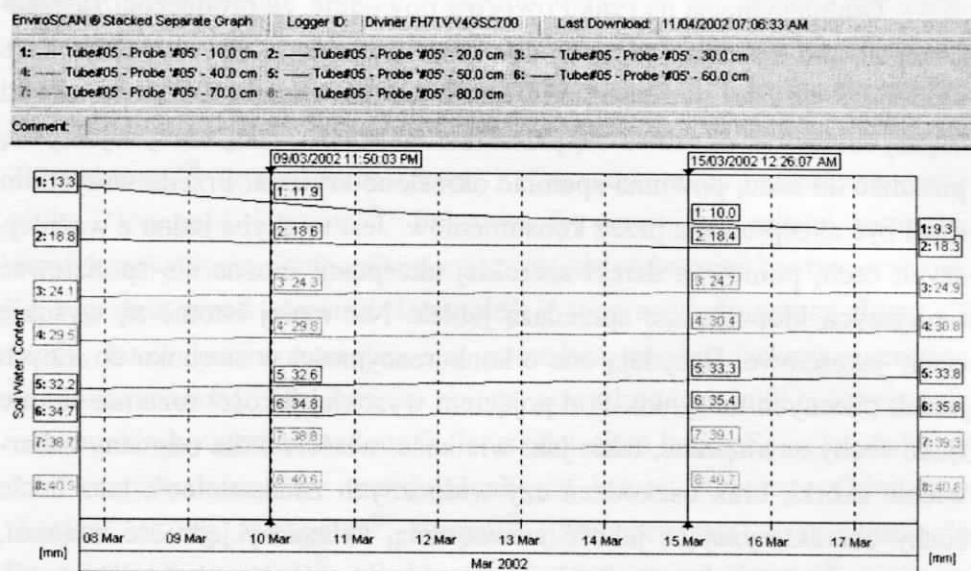 EnviroSCAN ® Stacked Separate Graph Logger ID: Diviner FH7TVV4GSC700 Last Download: 11/04/2002 07:06:33 AM
1: Tube#05 - Probe '#05' - 10.0 cm 2: Tube#05 - Probe '#05' - 20.0 cm 3: Tube#05 - Probe '#05' - 30.0 cm
4: Tube#05 - Probe '#05' - 40.0 cm 5: Tube#05 - Probe '#05' - 50.0 cm 6: Tube#05 - Probe '#05' - 60.0 cm
7: Tube#05 - Probe '#05' - 70.0 cm 8: Tube#05 - Probe '#05' - 80.0 cm
Comment:
09/03/2002 11:50:03 PM 15/03/2002 12:26:07 AM
1: 13.3 1: 11.9 1: 10.0 1: 9.3
2: 18.8 2: 18.6 2: 18.4 2: 18.3
3: 24.1 3: 24.3 3: 24.7 3: 24.9
4: 29.5 4: 29.8 4: 30.4 4: 30.8
5: 32.2 5: 32.6 5: 33.3 5: 33.8
6: 34.7 6: 34.8 6: 35.4 6: 35.8
7: 38.7 7: 38.8 7: 39.1
8: 40.5 8: 40.7
Soil Water Content
08 Mar 09 Mar 10 Mar 11 Mar 12 Mar 13 Mar 14 Mar 15 Mar 16 Mar 17 Mar
[mm] Mar 2002 [mm]